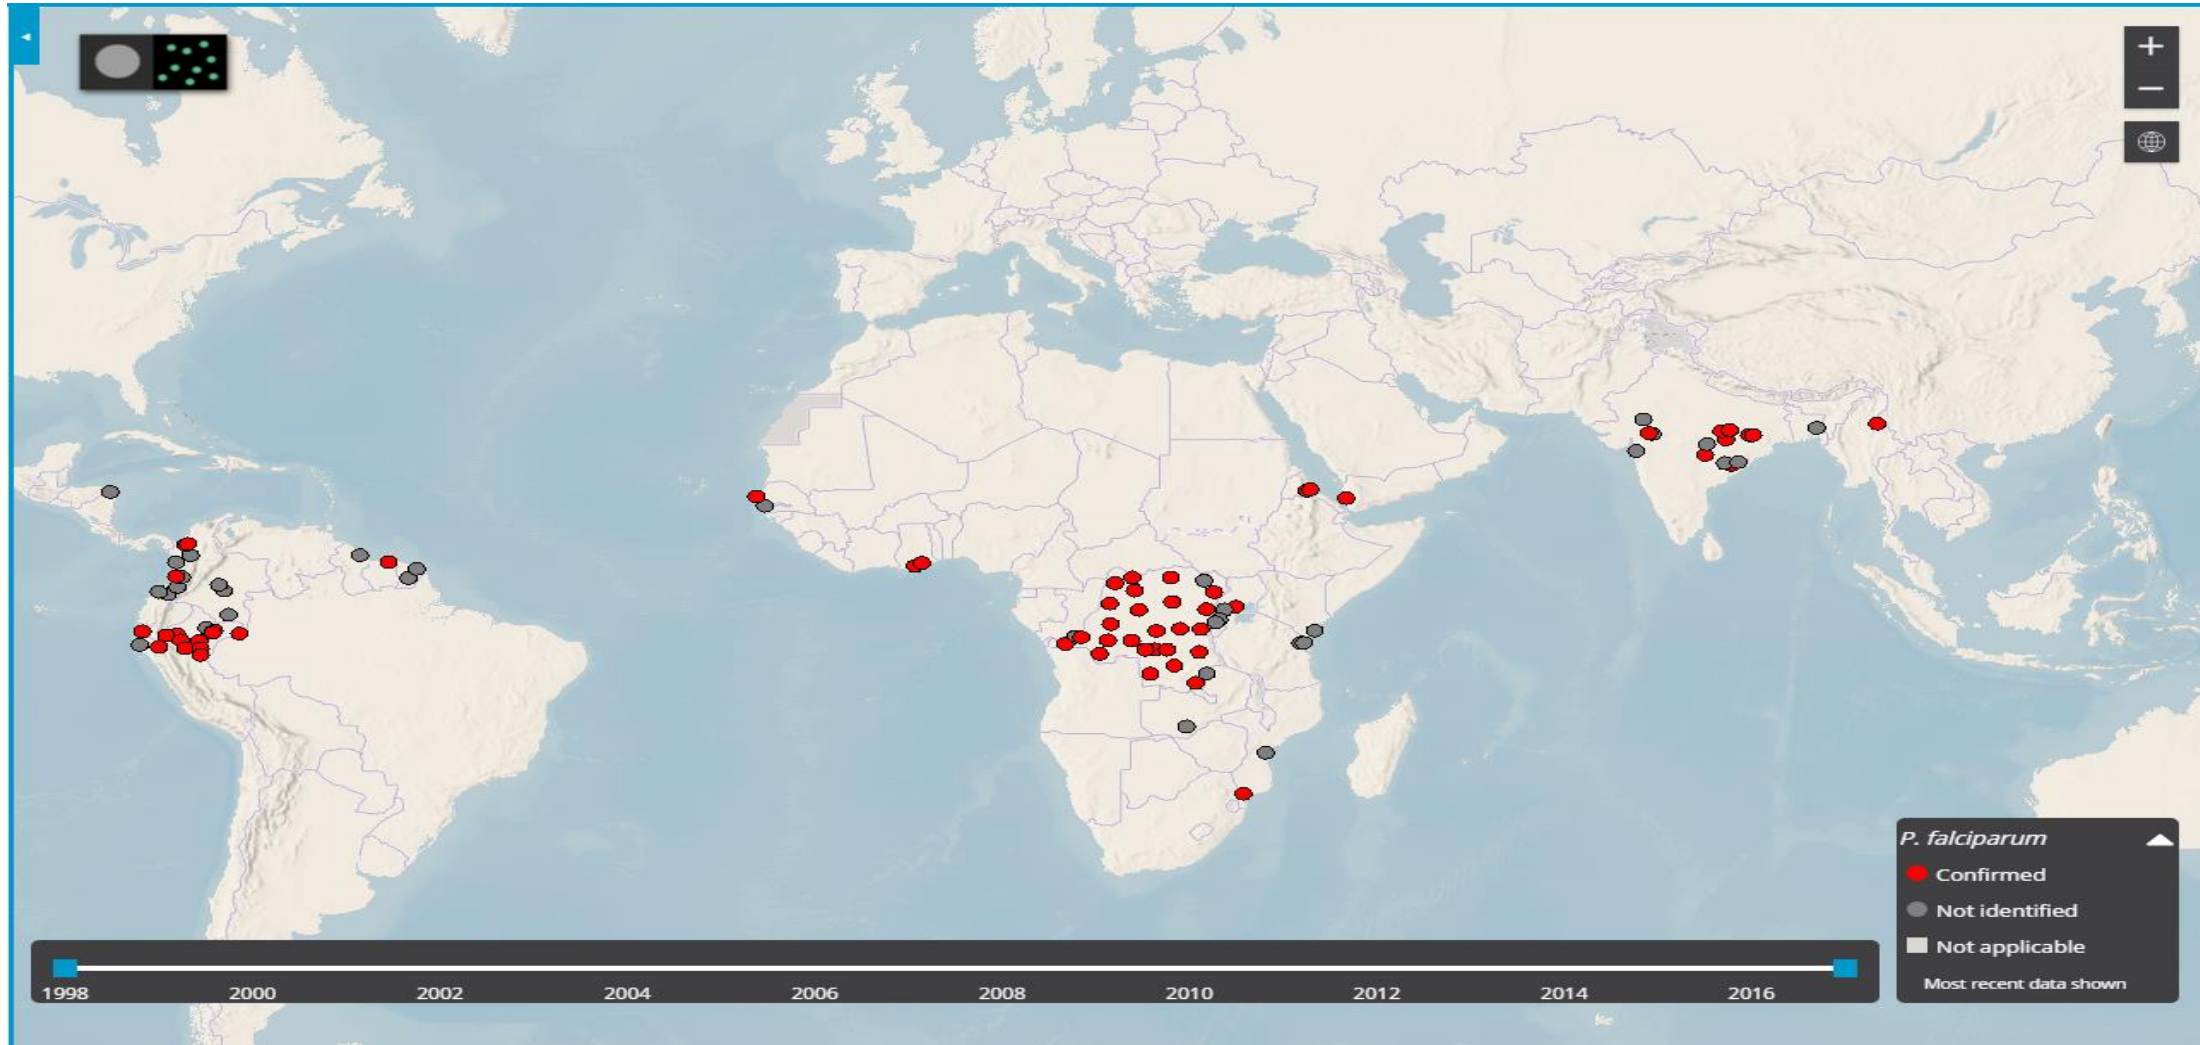 P. falciparum
Confirmed
Not identified
Not applicable
Most recent data shown
1998 2000 2002 2004 2006 2008 2010 2012 2014 2016